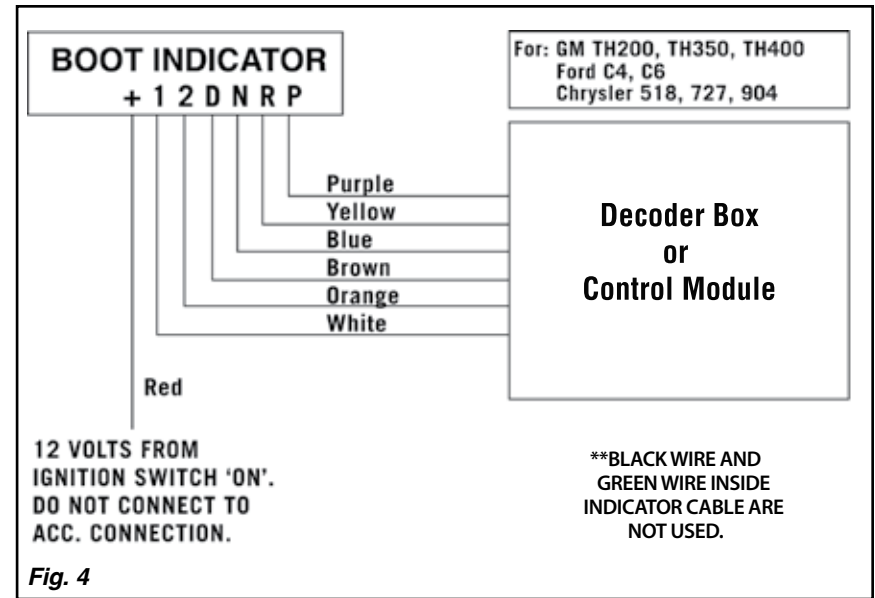 BOOT INDICATOR
+ 1 2 D N R P
For: GM TH200, TH350, TH400
Ford C4, C6
Chrysler 518, 727, 904
Purple
Yellow
Blue
Brown
Orange
White
Decoder Box
or
Control Module
Red
12 VOLTS FROM
IGNITION SWITCH 'ON'.
DO NOT CONNECT TO
ACC. CONNECTION.
**BLACK WIRE AND
GREEN WIRE INSIDE
INDICATOR CABLE ARE
NOT USED.
Fig. 4